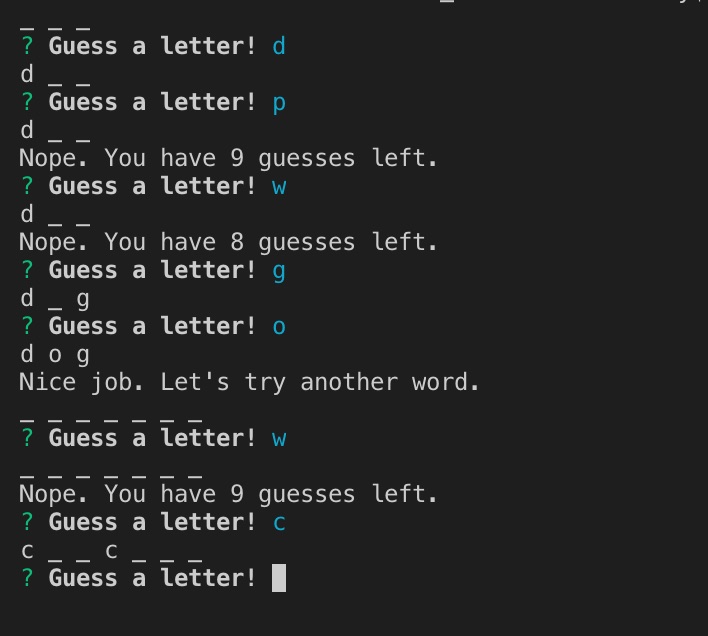 _ _ _
? Guess a letter! d
d _ _
? Guess a letter! p
d _ _
Nope. You have 9 guesses left.
? Guess a letter! w
d _ _
Nope. You have 8 guesses left.
? Guess a letter! g
d _ g
? Guess a letter! o
d o g
Nice job. Let's try another word.
_ _ _ _ _ _ _
? Guess a letter! w
_ _ _ _ _ _ _
Nope. You have 9 guesses left.
? Guess a letter! c
c _ _ c _ _ _
? Guess a letter!